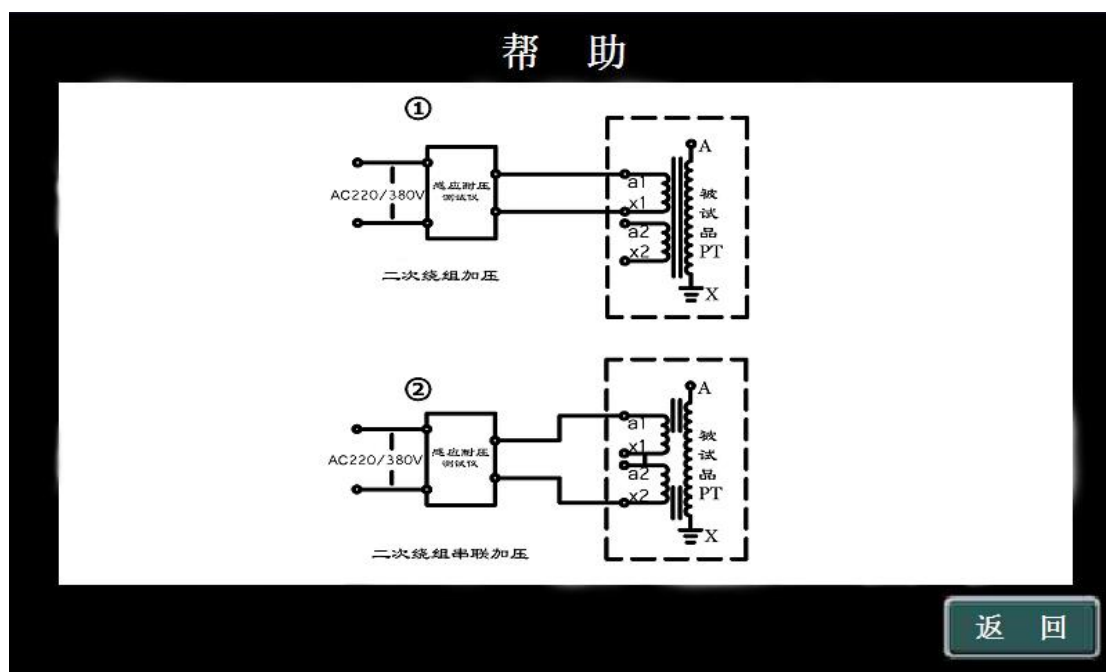 帮 助
①
A
AC220/380V
感应耐压
测试仪
a1
x1
a2
x2
被
试
品
PT
X
二次绕组加压
②
A
AC220/380V
感应耐压
测试仪
a1
x1
a2
x2
被
试
品
PT
X
二次绕组串联加压
返 回